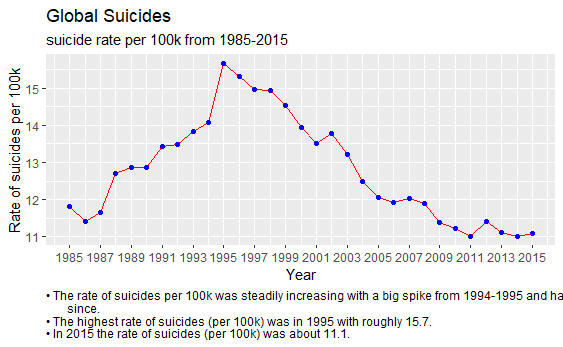 Global Suicides
suicide rate per 100k from 1985-2015
Rate of suicides per 100k
15
14
13
12
11
1985 1987 1989 1991 1993 1995 1997 1999 2001 2003 2005 2007 2009 2011 2013 2015
Year
• The rate of suicides per 100k was steadily increasing with a big spike from 1994-1995 and ha
since.
• The highest rate of suicides (per 100k) was in 1995 with roughly 15.7.
• In 2015 the rate of suicides (per 100k) was about 11.1.